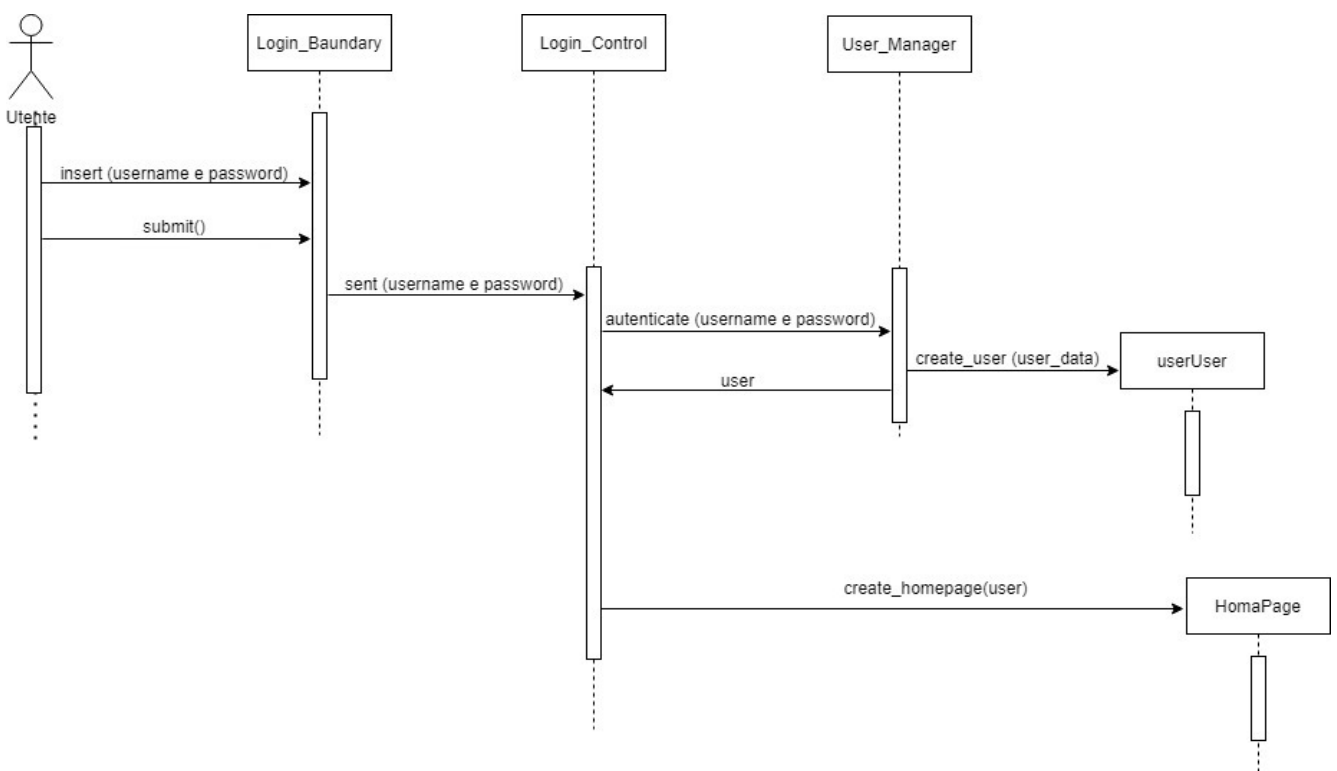 Login_Baundary
Login_Control
User_Manager
Utente
insert (username e password)
submit()
sent (username e password)
autenticate (username e password)
create_user (user_data)
userUser
user
create_homepage(user)
HomaPage